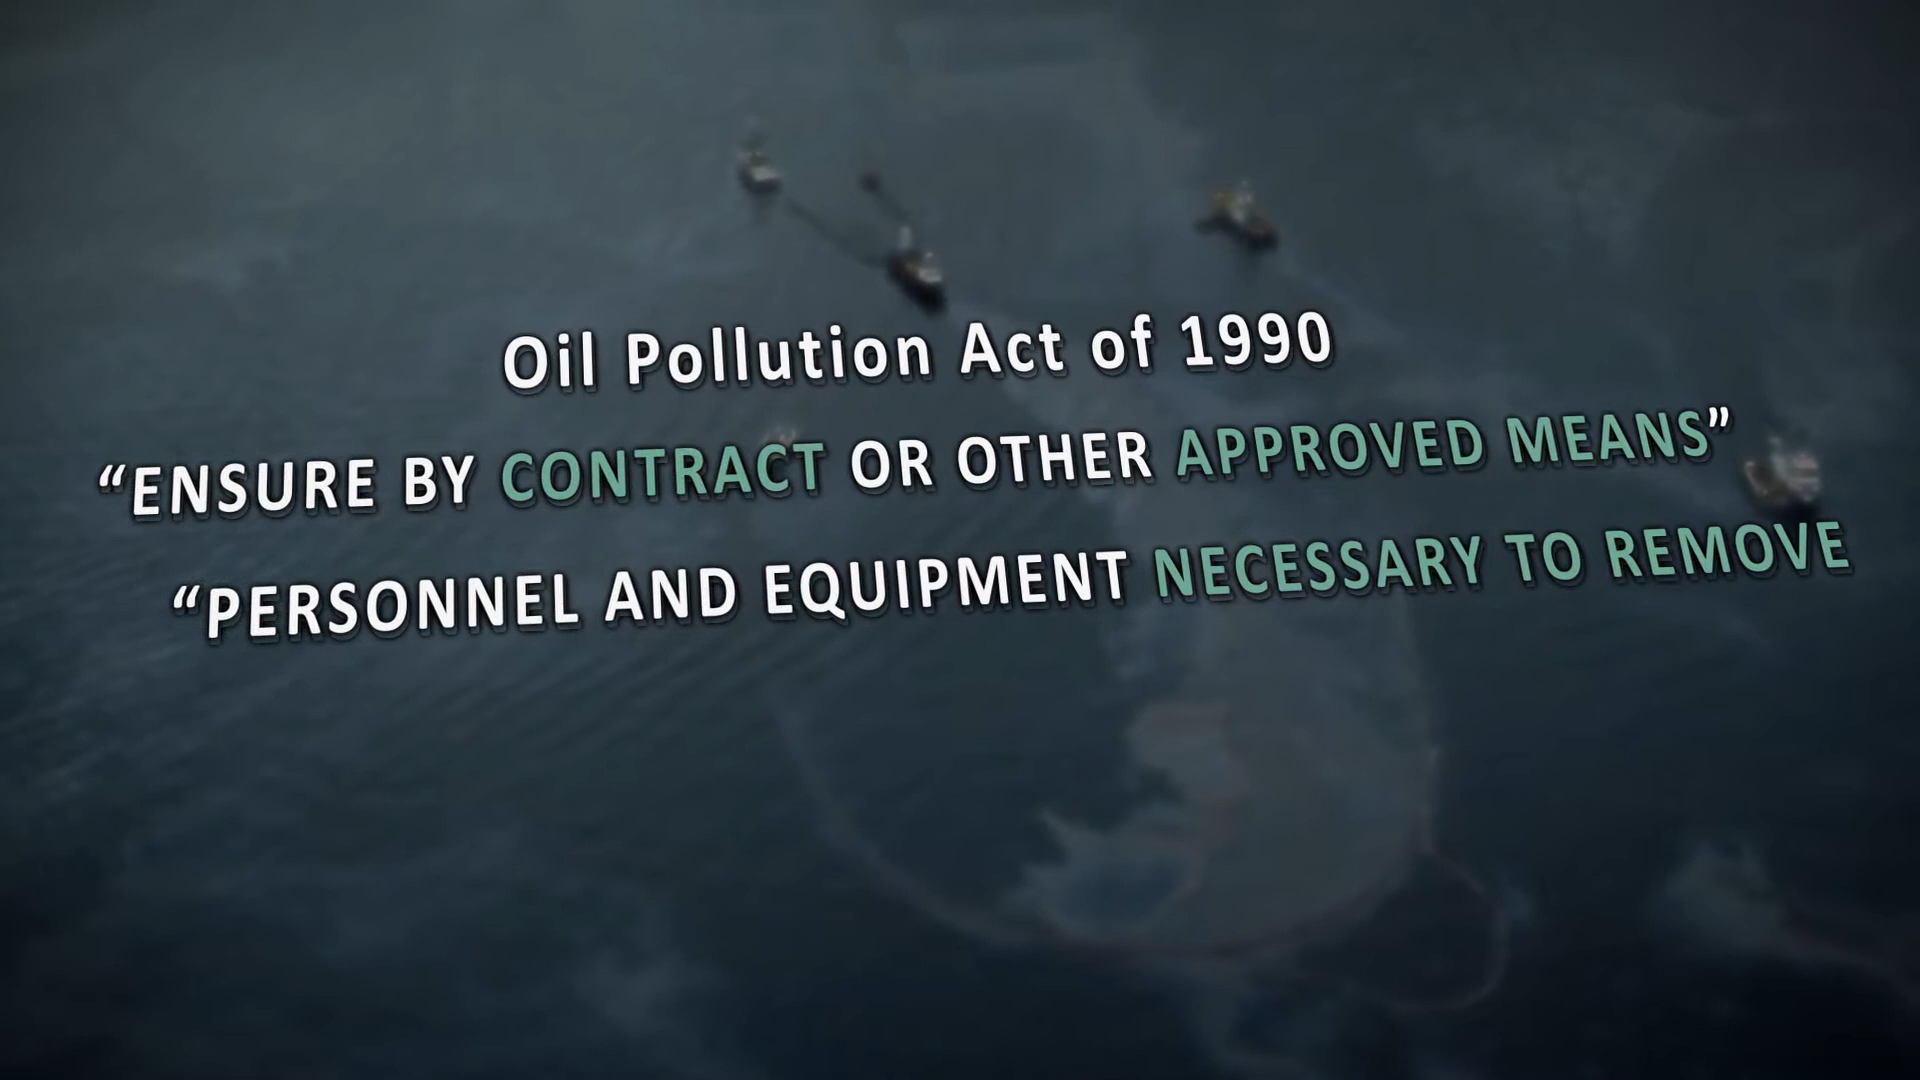 Oil Pollution Act of 1990
“ENSURE BY CONTRACT OR OTHER APPROVED MEANS”
“PERSONNEL AND EQUIPMENT NECESSARY TO REMOVE